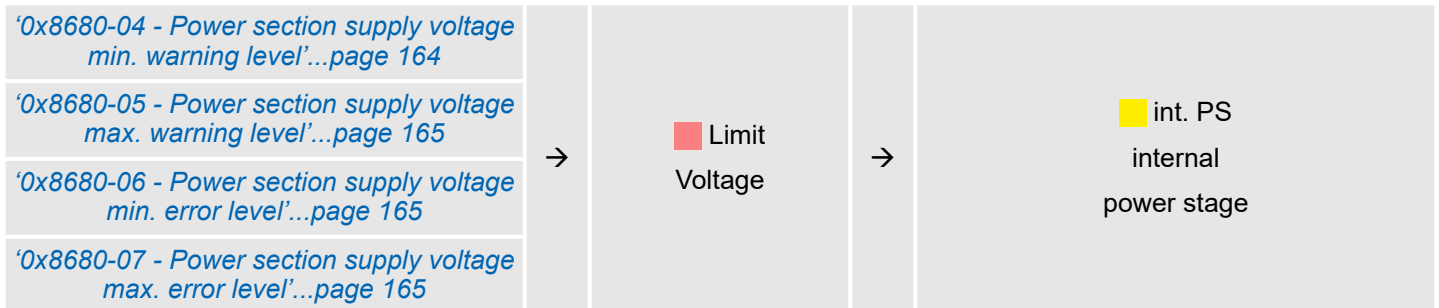 ‘0x8680-04 - Power section supply voltage
min. warning level’...page 164
‘0x8680-05 - Power section supply voltage
max. warning level’...page 165
‘0x8680-06 - Power section supply voltage
min. error level’...page 165
‘0x8680-07 - Power section supply voltage
max. error level’...page 165
→
Limit
Voltage
→
int. PS
internal
power stage